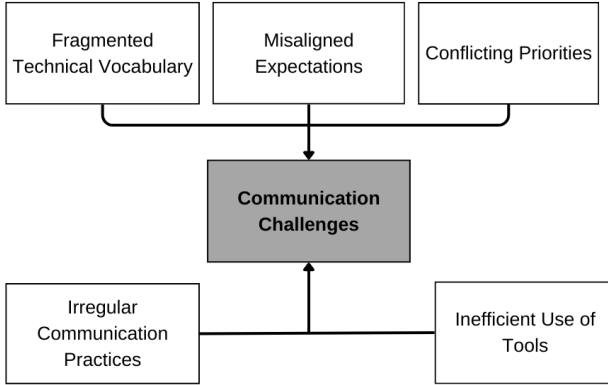 Fragmented
Technical Vocabulary
Misaligned
Expectations
Conflicting Priorities
Communication
Challenges
Irregular
Communication
Practices
Inefficient Use of
Tools